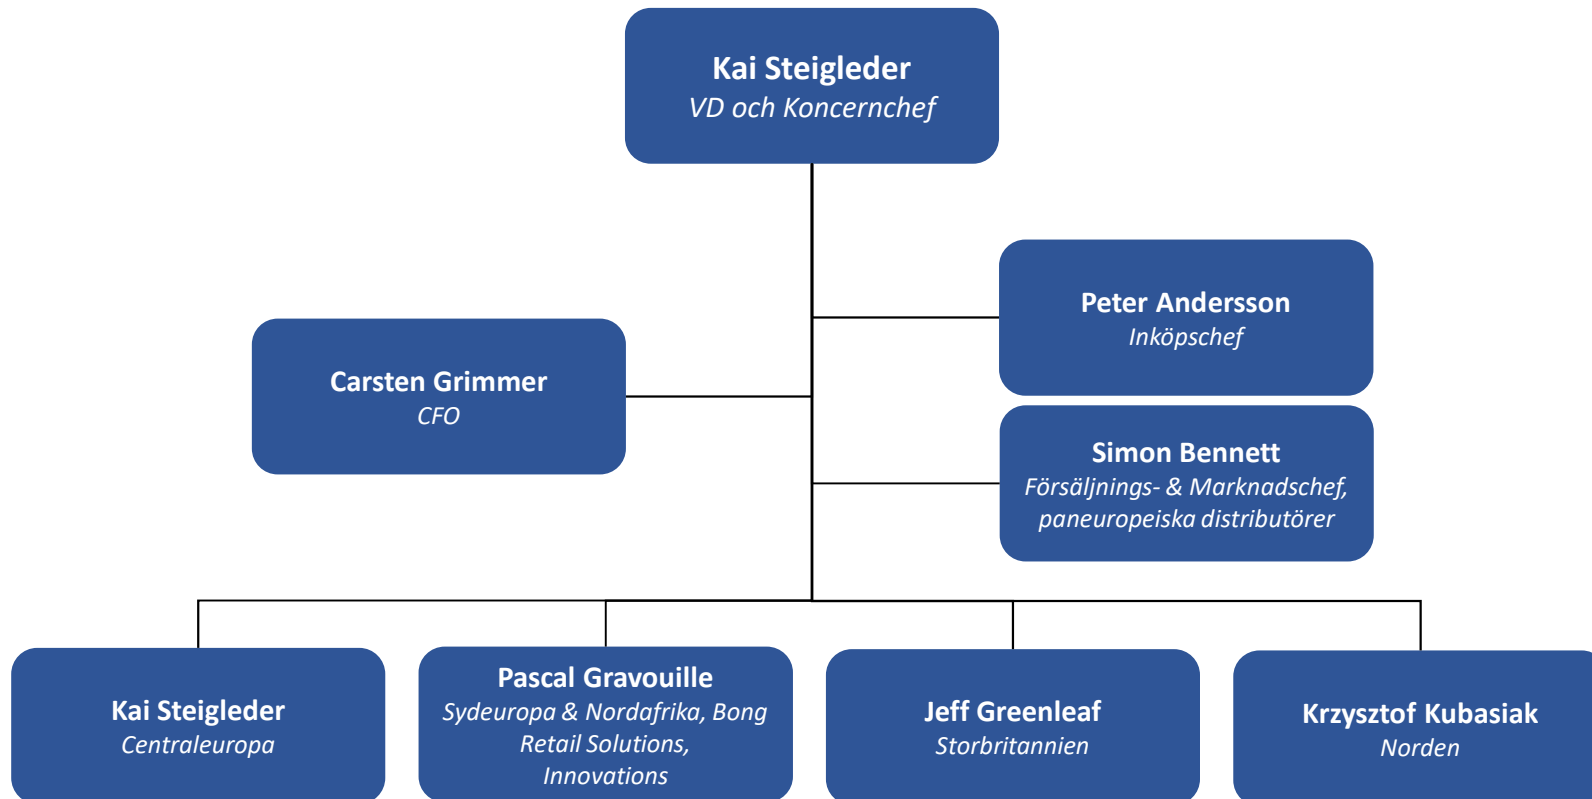 Kai Steigleder
VD och Koncernchef
Peter Andersson
Inköpschef
Carsten Grimmer
CFO
Simon Bennett
Försäljnings- & Marknadschef,
paneuropeiska distributörer
Kai Steigleder
Centraleuropa
Pascal Gravouille
Sydeuropa & Nordafrika, Bong
Retail Solutions,
Innovations
Jeff Greenleaf
Storbritannien
Krzysztof Kubasiak
Norden